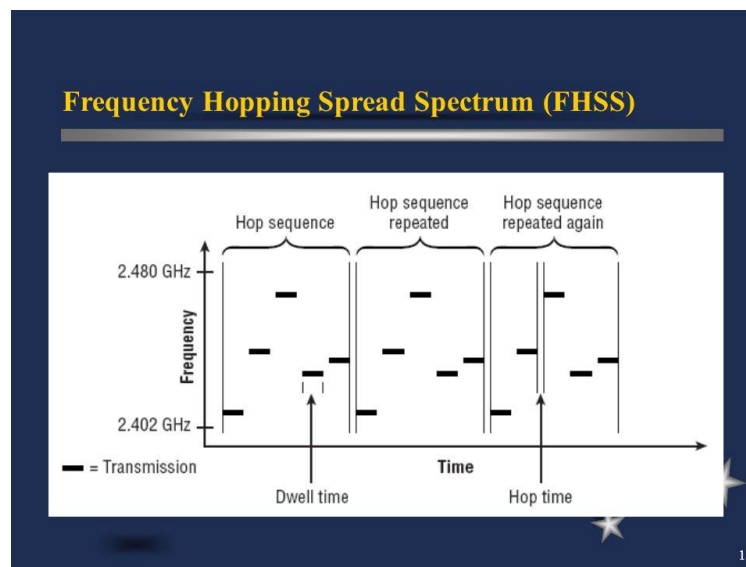 Frequency Hopping Spread Spectrum (FHSS)
Hop sequence
Hop sequence
repeated
Hop sequence
repeated again
2.480 GHz
Frequency
2.402 GHz
= Transmission
Time
Dwell time
Hop time
1